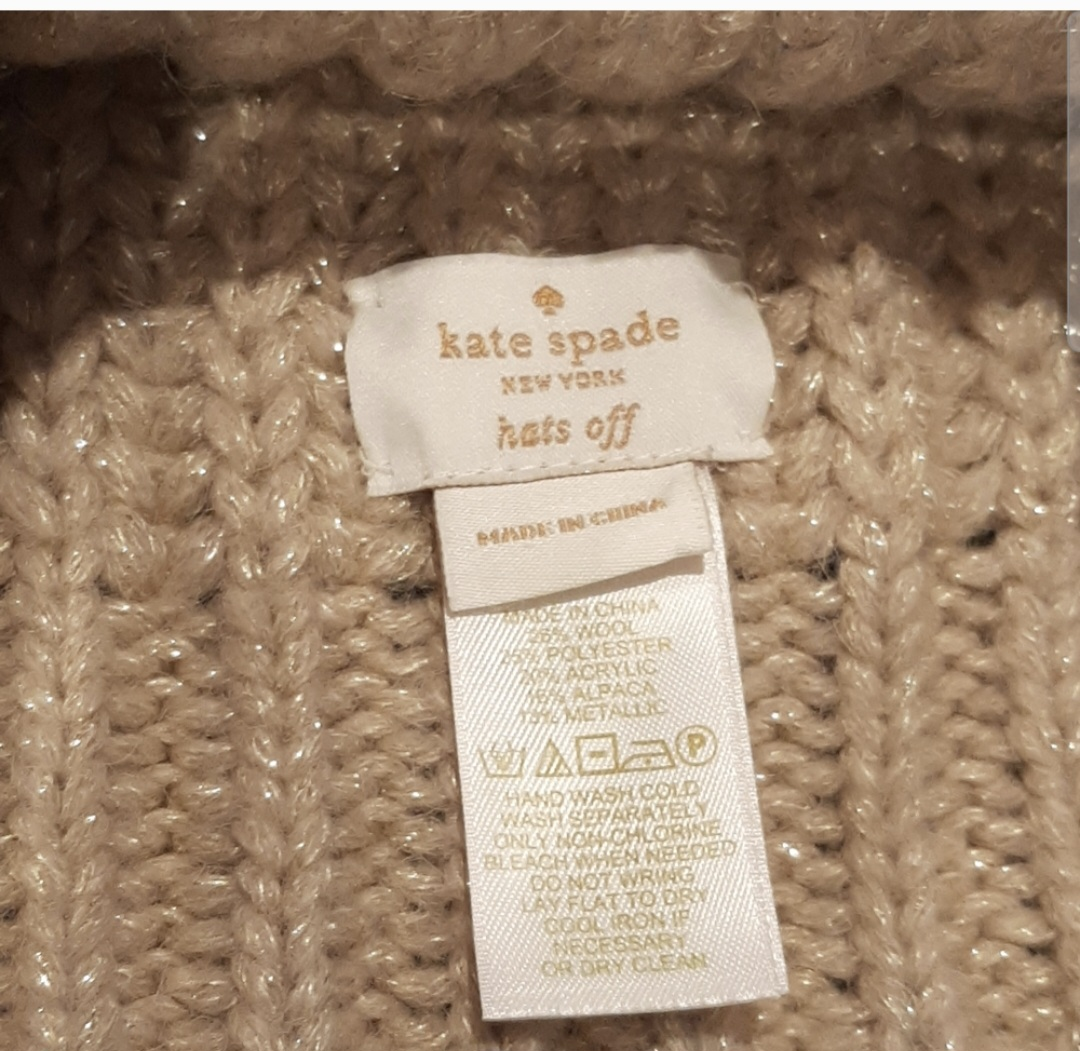 kate spade
NEW YORK
hats off
MADE IN CHINA
MADE IN CHINA
WOOL
POLYESTER
ACRYLIC
ALPACA
METALLIC
P
HAND WASH COLD
WASH SEPARATELY
ONLY NON-CHLORINE
BLEACH WHEN NEEDED
DO NOT WRING
LAY FLAT TO DRY
COOL IRON IF
NECESSARY
OR DRY CLEAN